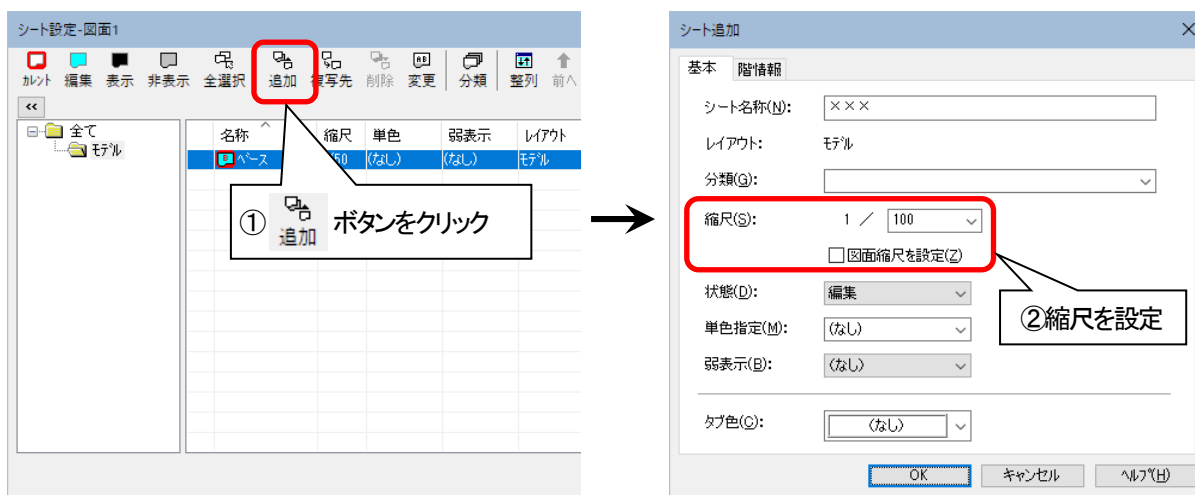 シート設定-図面1
カレント 編集 表示 非表示 全選択 追加 複写先 削除 変更 分類 整列 前へ
<<
全て
モデル
名称 縮尺 単色 弱表示 レイアウト
ベース 50 (なし) (なし) モデル
① 追加 ボタンをクリック
シート追加
基本 階情報
シート名称(N): ×××
レイアウト: モデル
分類(G):
縮尺(S): 1 / 100
図面縮尺を設定(Z)
状態(D): 編集
②縮尺を設定
単色指定(M): (なし)
弱表示(B): (なし)
タブ色(C): (なし)
OK キャンセル ヘルプ(H)